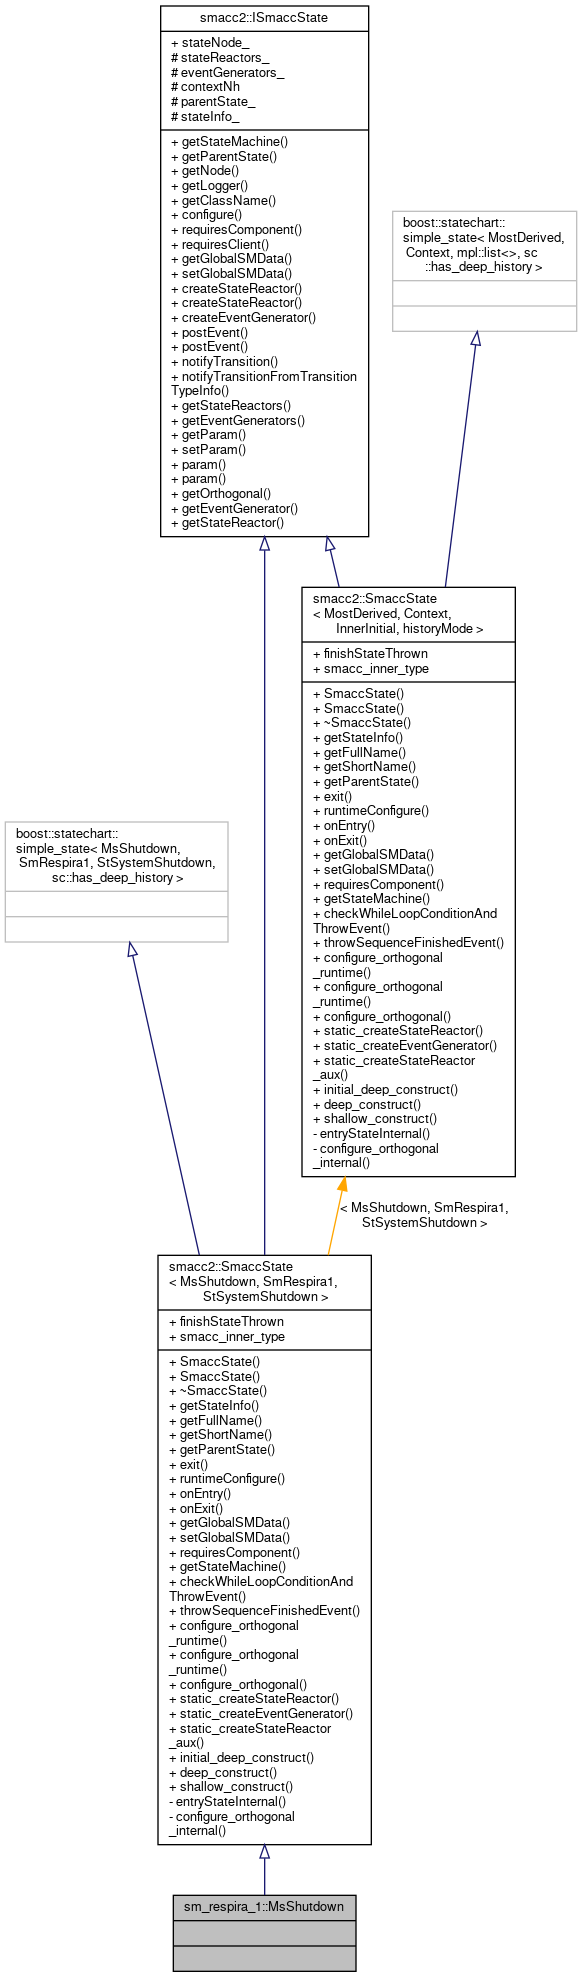 smacc2::ISmaccState
+ stateNode_
# stateReactors_
# eventGenerators_
# contextNh
# parentState_
# stateInfo_
+ getStateMachine()
+ getParentState()
+ getNode()
+ getLogger()
+ getClassName()
+ configure()
+ requiresComponent()
+ requiresClient()
+ getGlobalSMData()
+ setGlobalSMData()
+ createStateReactor()
+ createStateReactor()
+ createEventGenerator()
+ postEvent()
+ postEvent()
+ notifyTransition()
+ notifyTransitionFromTransition
TypeInfo()
+ getStateReactors()
+ getEventGenerators()
+ getParam()
+ setParam()
+ param()
+ param()
+ getOrthogonal()
+ getEventGenerator()
+ getStateReactor()
boost::statechart::
simple_state< MostDerived,
Context, mpl::list<>, sc
::has_deep_history >
smacc2::SmaccState
< MostDerived, Context,
InnerInitial, historyMode >
+ finishStateThrown
+ smacc_inner_type
+ SmaccState()
+ SmaccState()
+ ~SmaccState()
+ getStateInfo()
+ getFullName()
+ getShortName()
+ getParentState()
+ exit()
+ runtimeConfigure()
+ onEntry()
+ onExit()
+ getGlobalSMData()
+ setGlobalSMData()
+ requiresComponent()
+ getStateMachine()
+ checkWhileLoopConditionAnd
ThrowEvent()
+ throwSequenceFinishedEvent()
+ configure_orthogonal
_runtime()
+ configure_orthogonal
_runtime()
+ configure_orthogonal()
+ static_createStateReactor()
+ static_createEventGenerator()
+ static_createStateReactor
_aux()
+ initial_deep_construct()
+ deep_construct()
+ shallow_construct()
- entryStateInternal()
- configure_orthogonal
_internal()
boost::statechart::
simple_state< MsShutdown,
SmRespira1, StSystemShutdown,
sc::has_deep_history >
< MsShutdown, SmRespira1,
StSystemShutdown >
smacc2::SmaccState
< MsShutdown, SmRespira1,
StSystemShutdown >
+ finishStateThrown
+ smacc_inner_type
+ SmaccState()
+ SmaccState()
+ ~SmaccState()
+ getStateInfo()
+ getFullName()
+ getShortName()
+ getParentState()
+ exit()
+ runtimeConfigure()
+ onEntry()
+ onExit()
+ getGlobalSMData()
+ setGlobalSMData()
+ requiresComponent()
+ getStateMachine()
+ checkWhileLoopConditionAnd
ThrowEvent()
+ throwSequenceFinishedEvent()
+ configure_orthogonal
_runtime()
+ configure_orthogonal
_runtime()
+ configure_orthogonal()
+ static_createStateReactor()
+ static_createEventGenerator()
+ static_createStateReactor
_aux()
+ initial_deep_construct()
+ deep_construct()
+ shallow_construct()
- entryStateInternal()
- configure_orthogonal
_internal()
sm_respira_1::MsShutdown